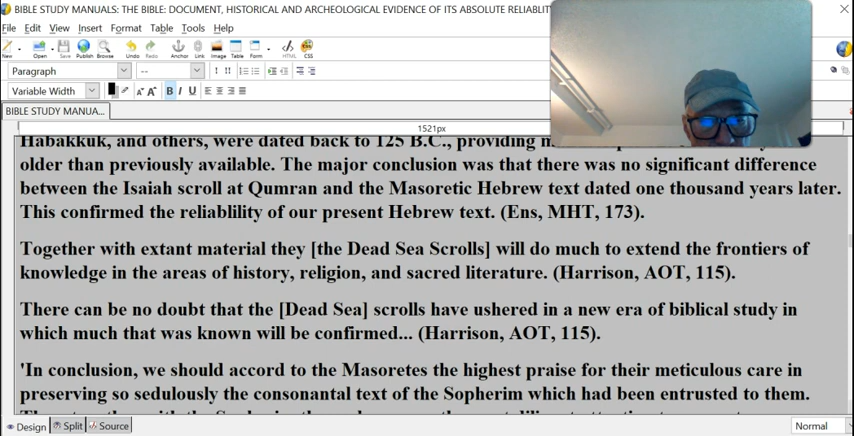 BIBLE STUDY MANUALS: THE BIBLE: DOCUMENT, HISTORICAL AND ARCHEOLOGICAL EVIDENCE OF ITS ABSOLUTE RELIABILIT
File Edit View Insert Format Table Tools Help
New Open Save Publish Browse Undo Redo Anchor Link Image Table Form HTML CSS
Paragraph --
Variable Width A A B I U
BIBLE STUDY MANUA...
1521px
Habakkuk, and others, were dated back to 125 B.C., providing
older than previously available. The major conclusion was that there was no significant difference
between the Isaiah scroll at Qumran and the Masoretic Hebrew text dated one thousand years later.
This confirmed the reliablility of our present Hebrew text. (Ens, MHT, 173).
Together with extant material they [the Dead Sea Scrolls] will do much to extend the frontiers of
knowledge in the areas of history, religion, and sacred literature. (Harrison, AOT, 115).
There can be no doubt that the [Dead Sea] scrolls have ushered in a new era of biblical study in
which much that was known will be confirmed... (Harrison, AOT, 115).
'In conclusion, we should accord to the Masoretes the highest praise for their meticulous care in
preserving so sedulously the consonantal text of the Sopherim which had been entrusted to them.
Design Split Source Normal